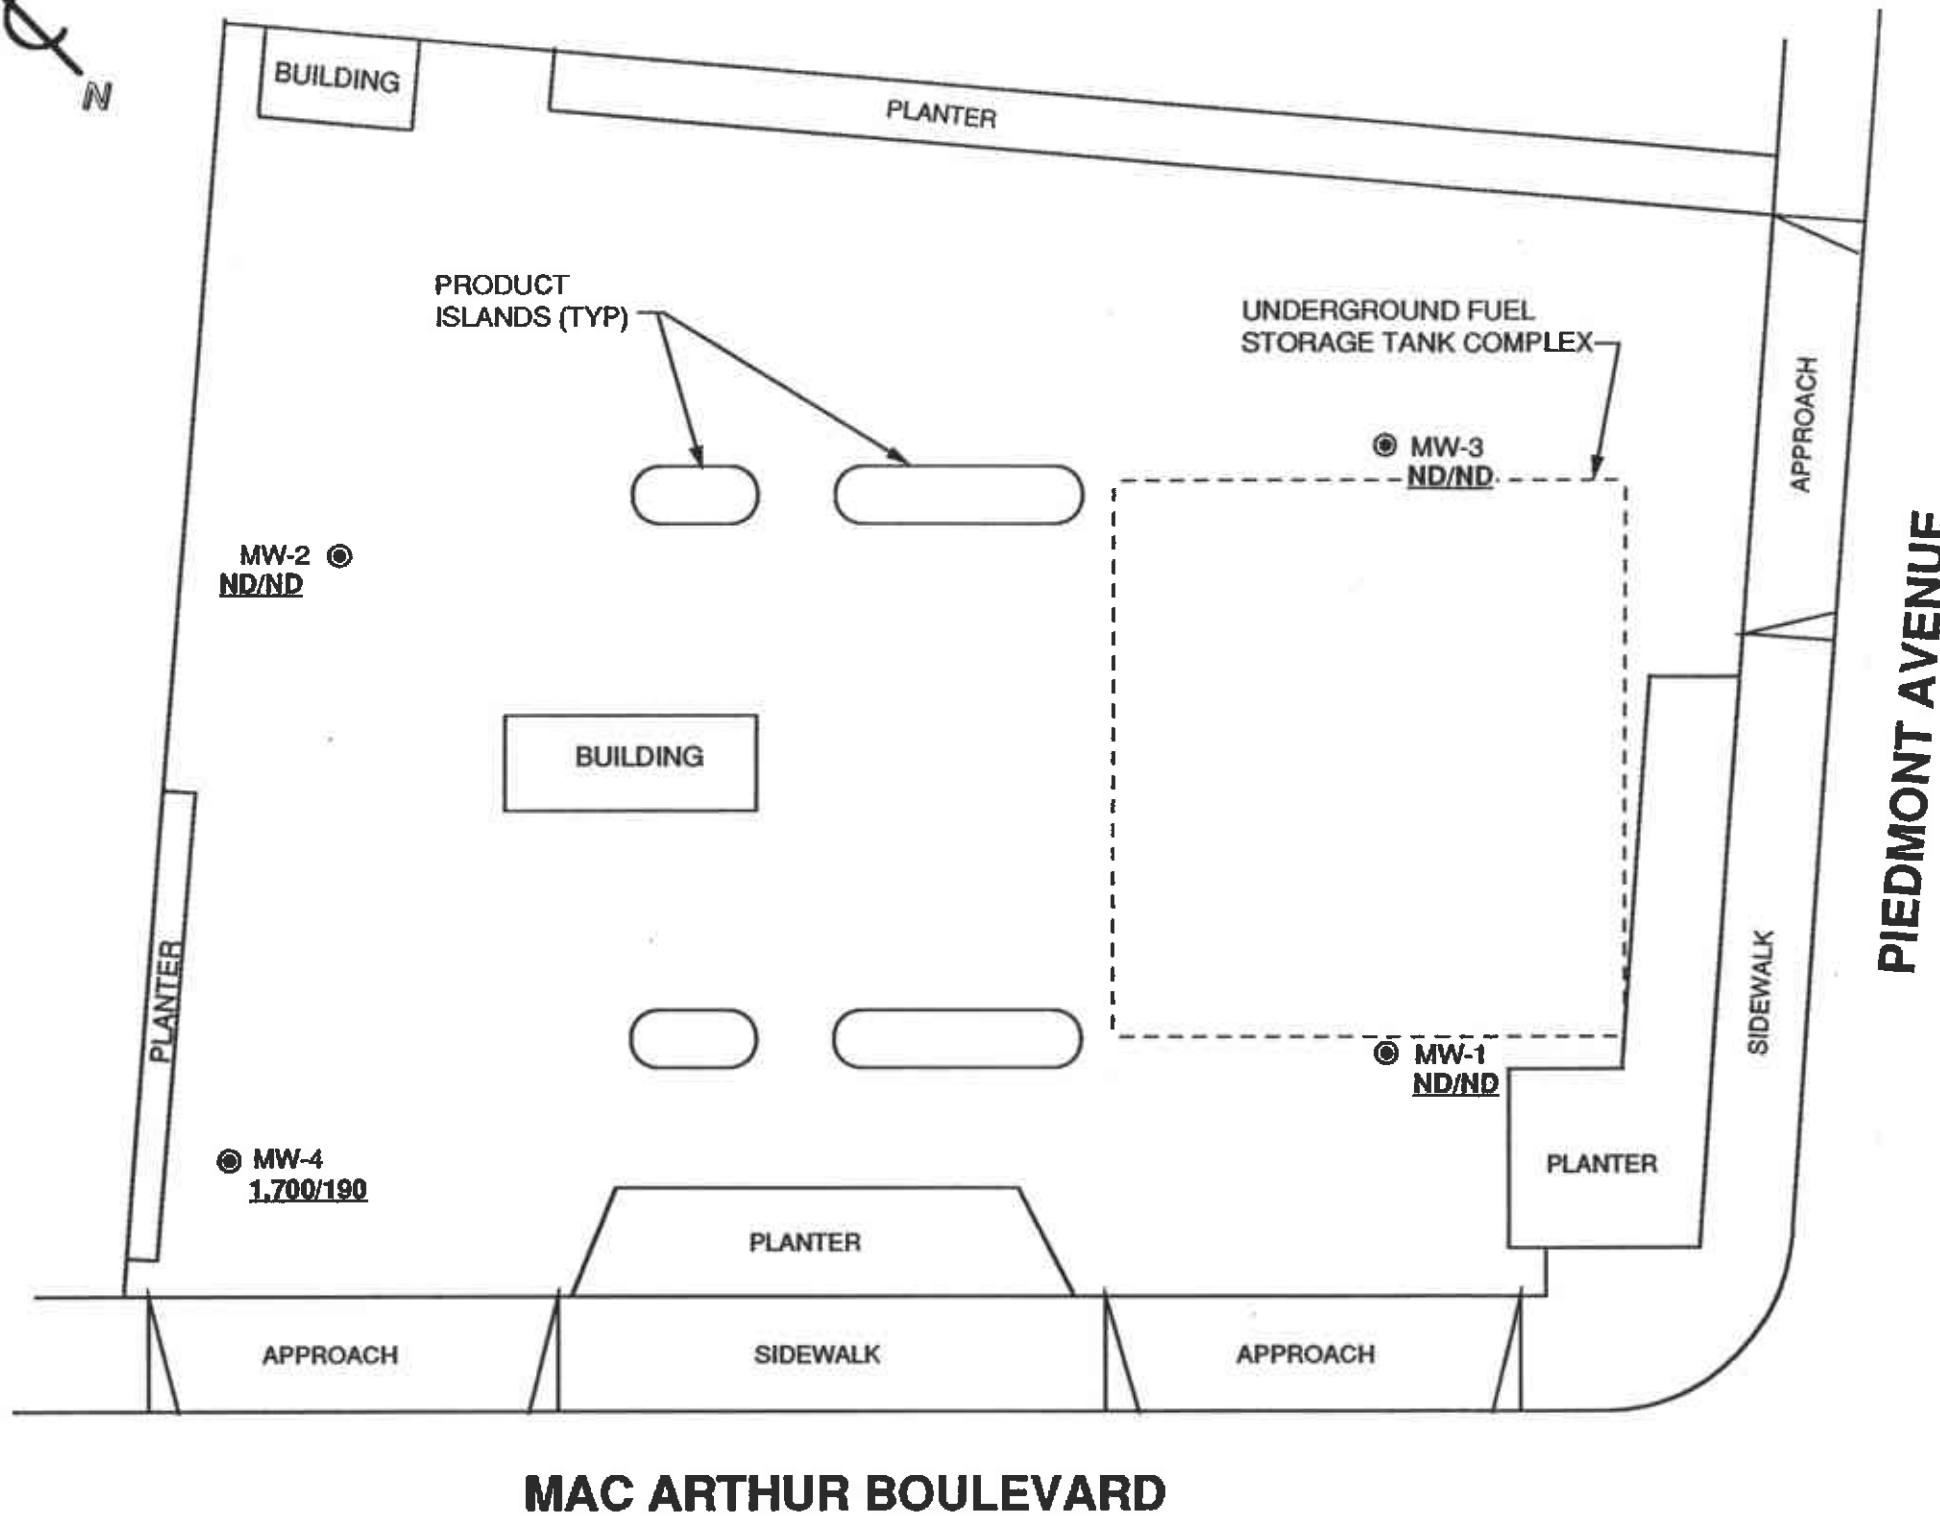 N
BUILDING
PLANTER
PRODUCT
ISLANDS (TYP)
UNDERGROUND FUEL
STORAGE TANK COMPLEX
APPROACH
MW-3
ND/ND
MW-2
ND/ND
PIEDMONT AVENUE
BUILDING
PLANTER
SIDEWALK
MW-1
ND/ND
MW-4
1,700/190
PLANTER
PLANTER
APPROACH
SIDEWALK
APPROACH
MAC ARTHUR BOULEVARD